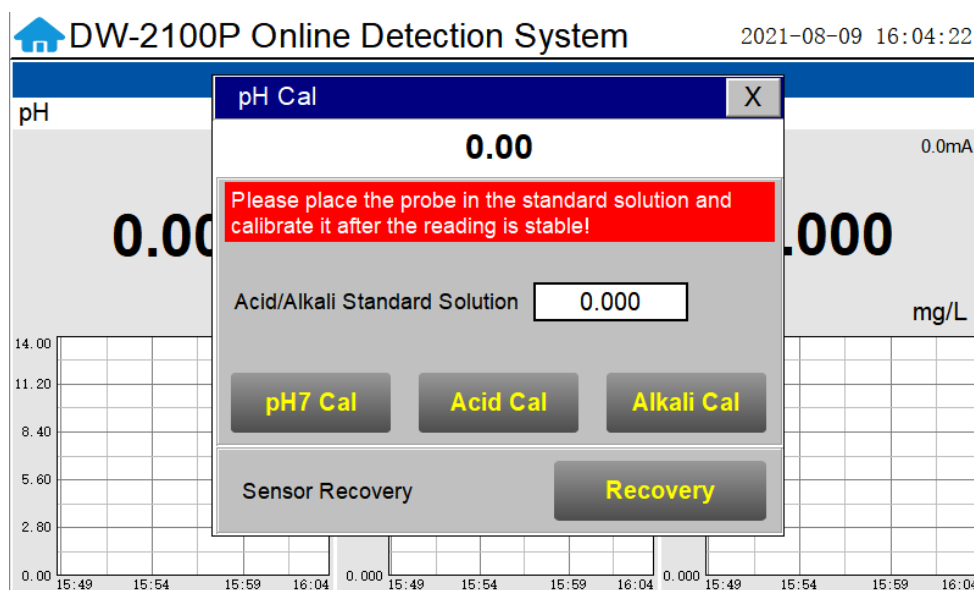 DW-2100P Online Detection System
2021-08-09 16:04:22
pH Cal
X
pH
0.00
0.0mA
Please place the probe in the standard solution and
calibrate it after the reading is stable!
0.00
.000
Acid/Alkali Standard Solution
0.000
mg/L
14.00
11.20
8.40
5.60
2.80
0.00
pH7 Cal
Acid Cal
Alkali Cal
Sensor Recovery
Recovery
15:49 15:54 15:59 16:04
0.000
15:49 15:54 15:59 16:04
0.000
15:49 15:54 15:59 16:04